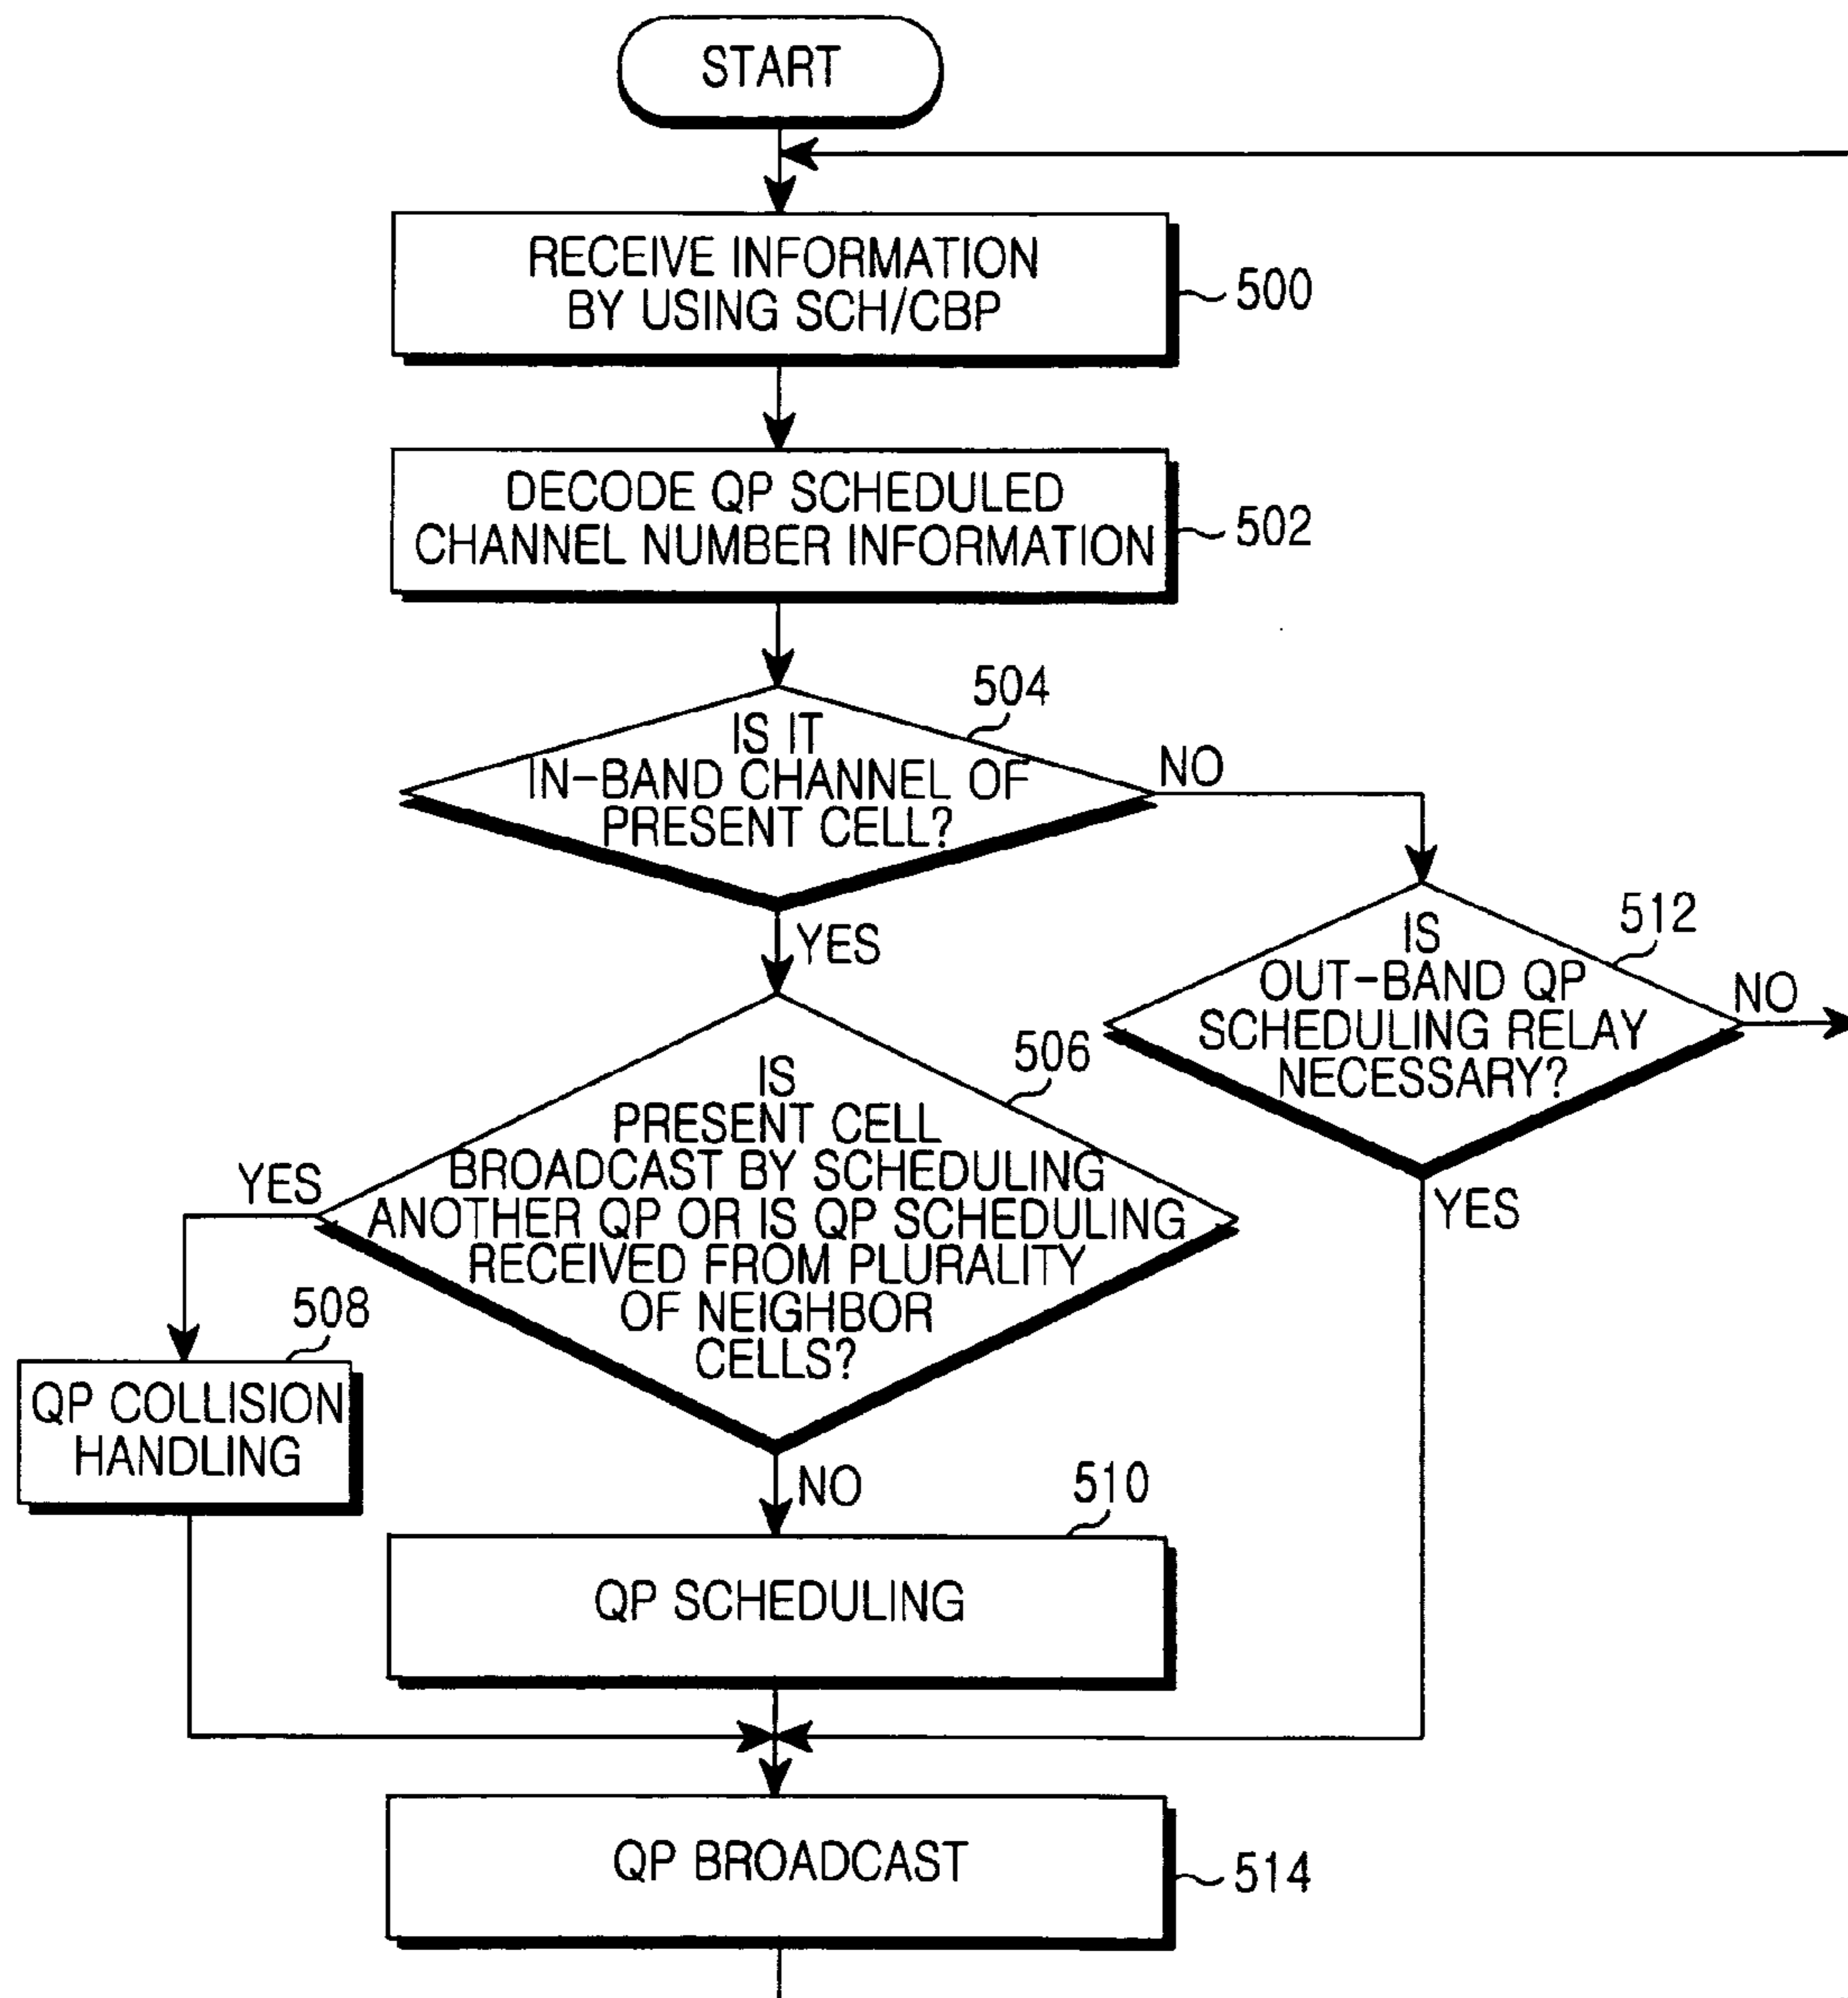 START
RECEIVE INFORMATION
BY USING SCH/CBP
500
DECODE QP SCHEDULED
CHANNEL NUMBER INFORMATION
502
504
IS IT
IN-BAND CHANNEL OF
PRESENT CELL?
NO
YES
512
IS
OUT-BAND QP
SCHEDULING RELAY
NECESSARY?
NO
YES
506
IS
PRESENT CELL
BROADCAST BY SCHEDULING
ANOTHER QP OR IS QP SCHEDULING
RECEIVED FROM PLURALITY
OF NEIGHBOR
CELLS?
YES
NO
508
QP COLLISION
HANDLING
510
QP SCHEDULING
QP BROADCAST
514